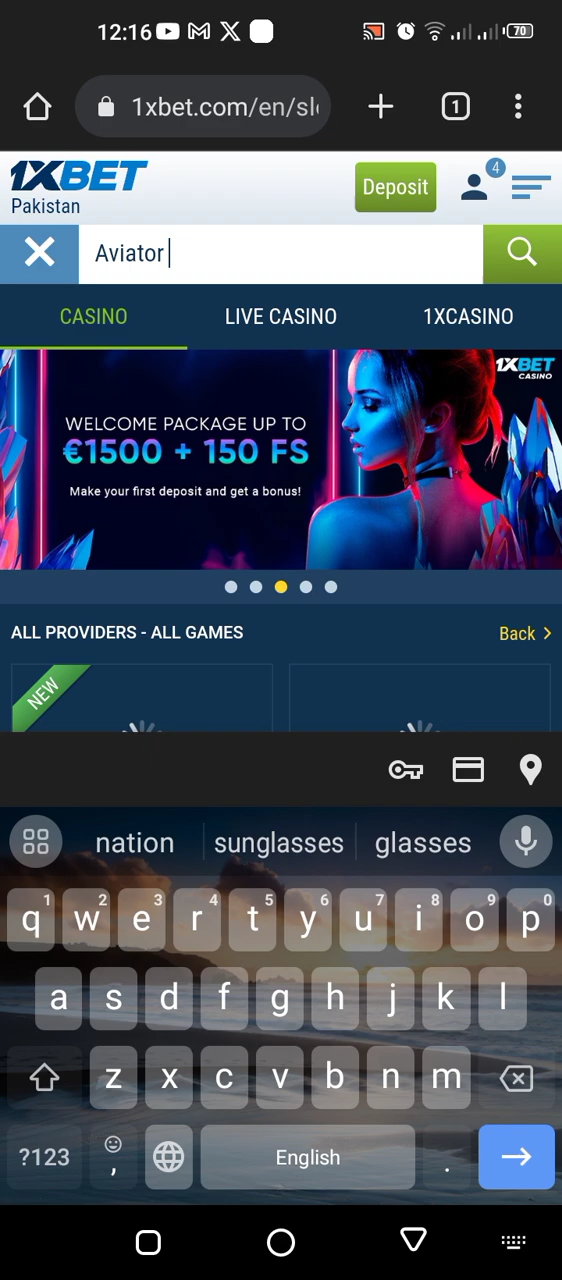 12:16 70
1xbet.com/en/sl 1
1XBET
Pakistan
Deposit
4
Aviator
CASINO LIVE CASINO 1XCASINO
1XBET
CASINO
WELCOME PACKAGE UP TO
€1500 + 150 FS
Make your first deposit and get a bonus!
ALL PROVIDERS - ALL GAMES Back
NEW
nation sunglasses glasses
1 2 3 4 5 6 7 8 9 0
q w e r t y u i o p
a s d f g h j k l
z x c v b n m
?123 , English .